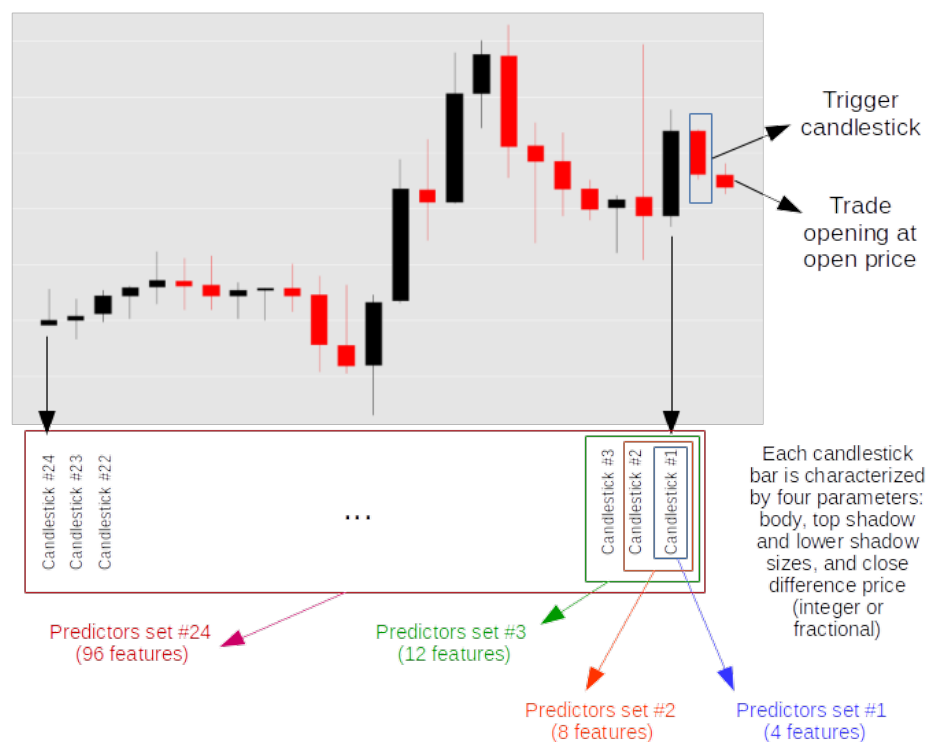 Trigger
candlestick
Trade
opening at
open price
Candlestick #24
Candlestick #23
Candlestick #22
...
Candlestick #3
Candlestick #2
Candlestick #1
Each candlestick
bar is characterized
by four parameters:
body, top shadow
and lower shadow
sizes, and close
difference price
(integer or
fractional)
Predictors set #24
(96 features)
Predictors set #3
(12 features)
Predictors set #2
(8 features)
Predictors set #1
(4 features)